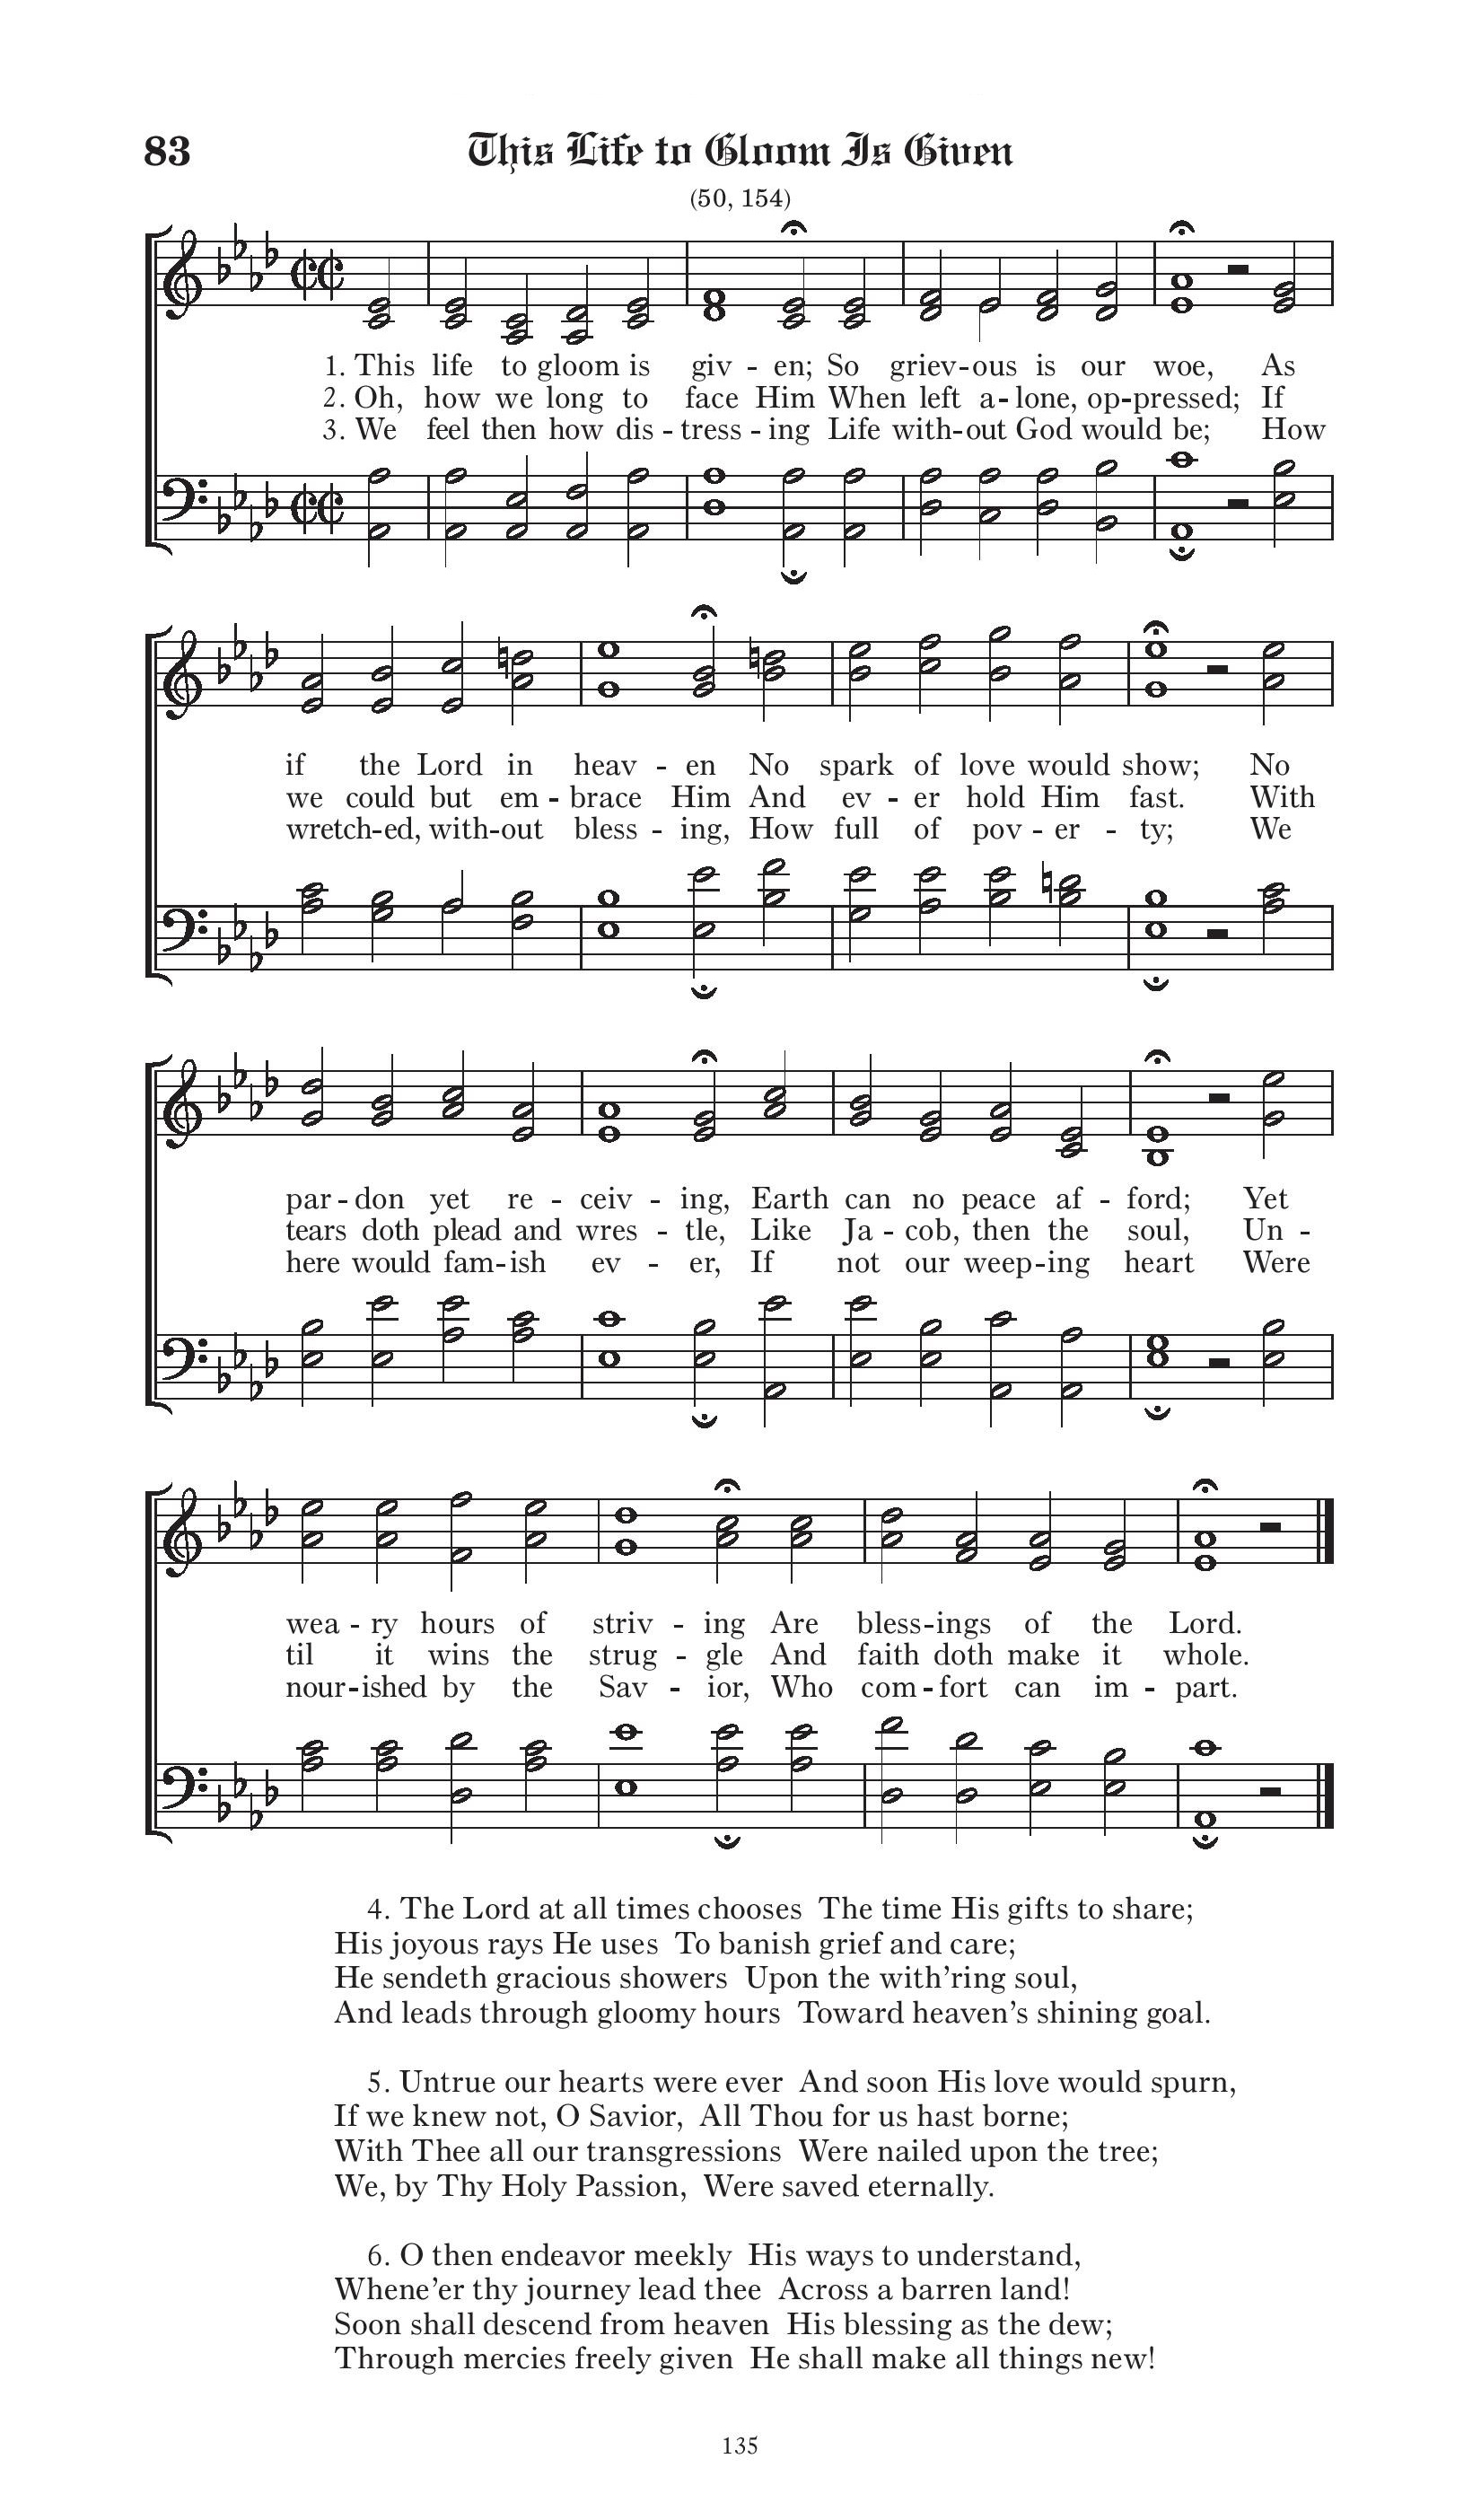 83 This Life to Gloom Is Given
(50, 154)
1. This life to gloom is giv - en; So griev - ous is our woe, As
2. Oh, how we long to face Him When left a - lone, op - pressed; If
3. We feel then how dis - tress - ing Life with - out God would be; How
if the Lord in heav - en No spark of love would show; No
we could but em - brace Him And ev - er hold Him fast. With
wretch - ed, with - out bless - ing, How full of pov - er - ty; We
par - don yet re - ceiv - ing, Earth can no peace af - ford; Yet
tears doth plead and wres - tle, Like Ja - cob, then the soul, Un -
here would fam - ish ev - er, If not our weep - ing heart Were
wea - ry hours of striv - ing Are bless - ings of the Lord.
til it wins the strug - gle And faith doth make it whole.
nour - ished by the Sav - ior, Who com - fort can im - part.
4. The Lord at all times chooses The time His gifts to share;
His joyous rays He uses To banish grief and care;
He sendeth gracious showers Upon the with’ring soul,
And leads through gloomy hours Toward heaven’s shining goal.
5. Untrue our hearts were ever And soon His love would spurn,
If we knew not, O Savior, All Thou for us hast borne;
With Thee all our transgressions Were nailed upon the tree;
We, by Thy Holy Passion, Were saved eternally.
6. O then endeavor meekly His ways to understand,
Whene’er thy journey lead thee Across a barren land!
Soon shall descend from heaven His blessing as the dew;
Through mercies freely given He shall make all things new!
135